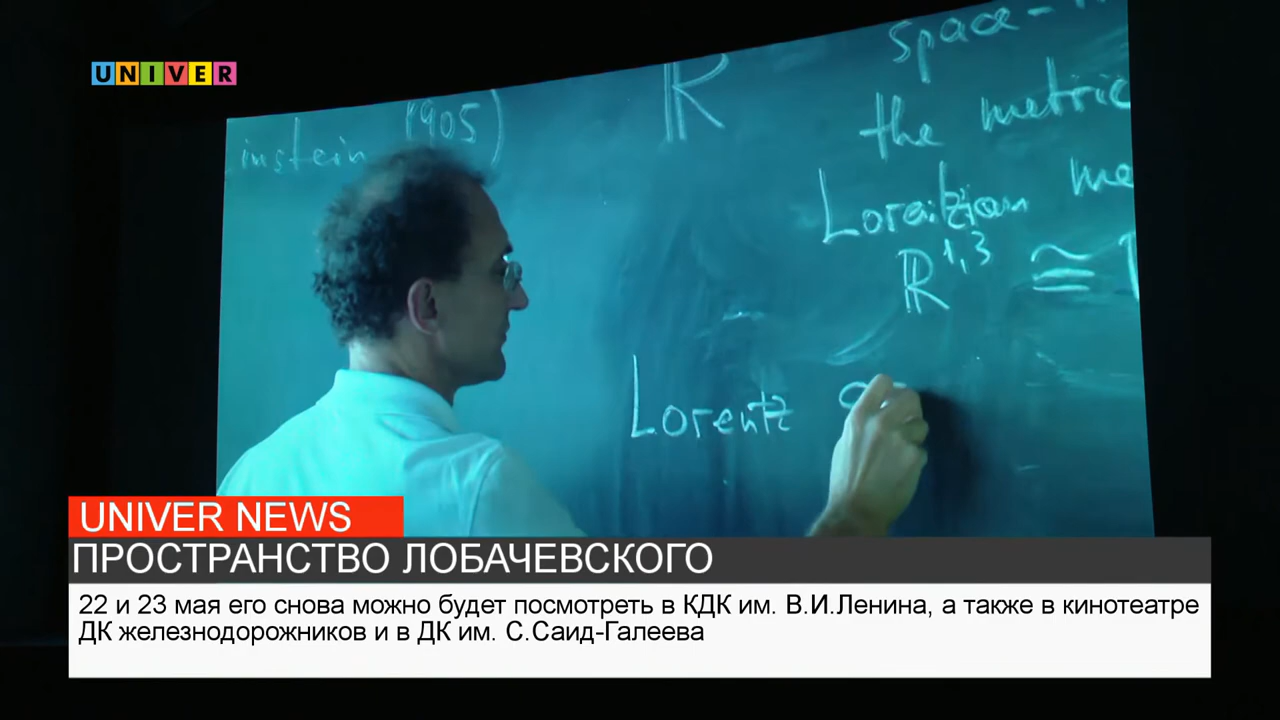 UNIVER
space-
instein 1905)
R
the metric
Lorentzian me
R^1,3 ≅
Lorentz
UNIVER NEWS
ПРОСТРАНСТВО ЛОБАЧЕВСКОГО
22 и 23 мая его снова можно будет посмотреть в КДК им. В.И.Ленина, а также в кинотеатре
ДК железнодорожников и в ДК им. С.Саид-Галеева